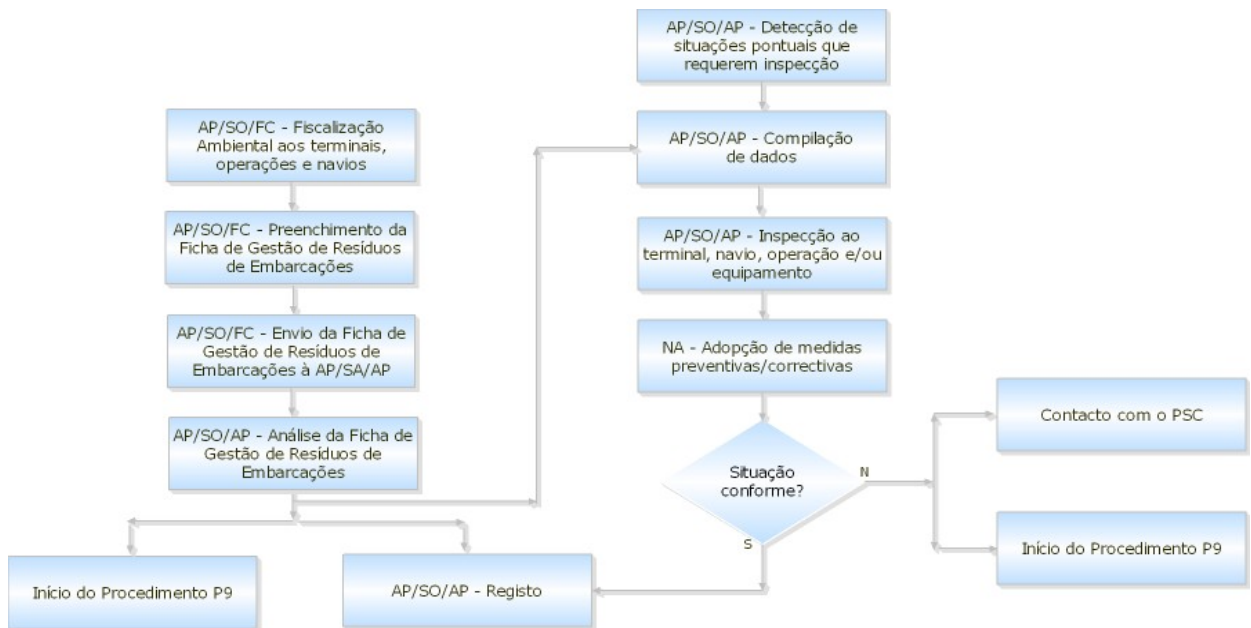 AP/SO/AP - Detecção de
situações pontuais que
requerem inspecção
AP/SO/FC - Fiscalização
Ambiental aos terminais,
operações e navios
AP/SO/AP - Compilação
de dados
AP/SO/FC - Preenchimento da
Ficha de Gestão de Resíduos
de Embarcações
AP/SO/AP - Inspecção ao
terminal, navio, operação e/ou
equipamento
AP/SO/FC - Envio da Ficha de
Gestão de Resíduos de
Embarcações à AP/SA/AP
NA - Adopção de medidas
preventivas/correctivas
AP/SO/AP - Análise da Ficha de
Gestão de Resíduos de
Embarcações
Situação
conforme?
N
S
Contacto com o PSC
Início do Procedimento P9
Início do Procedimento P9
AP/SO/AP - Registo